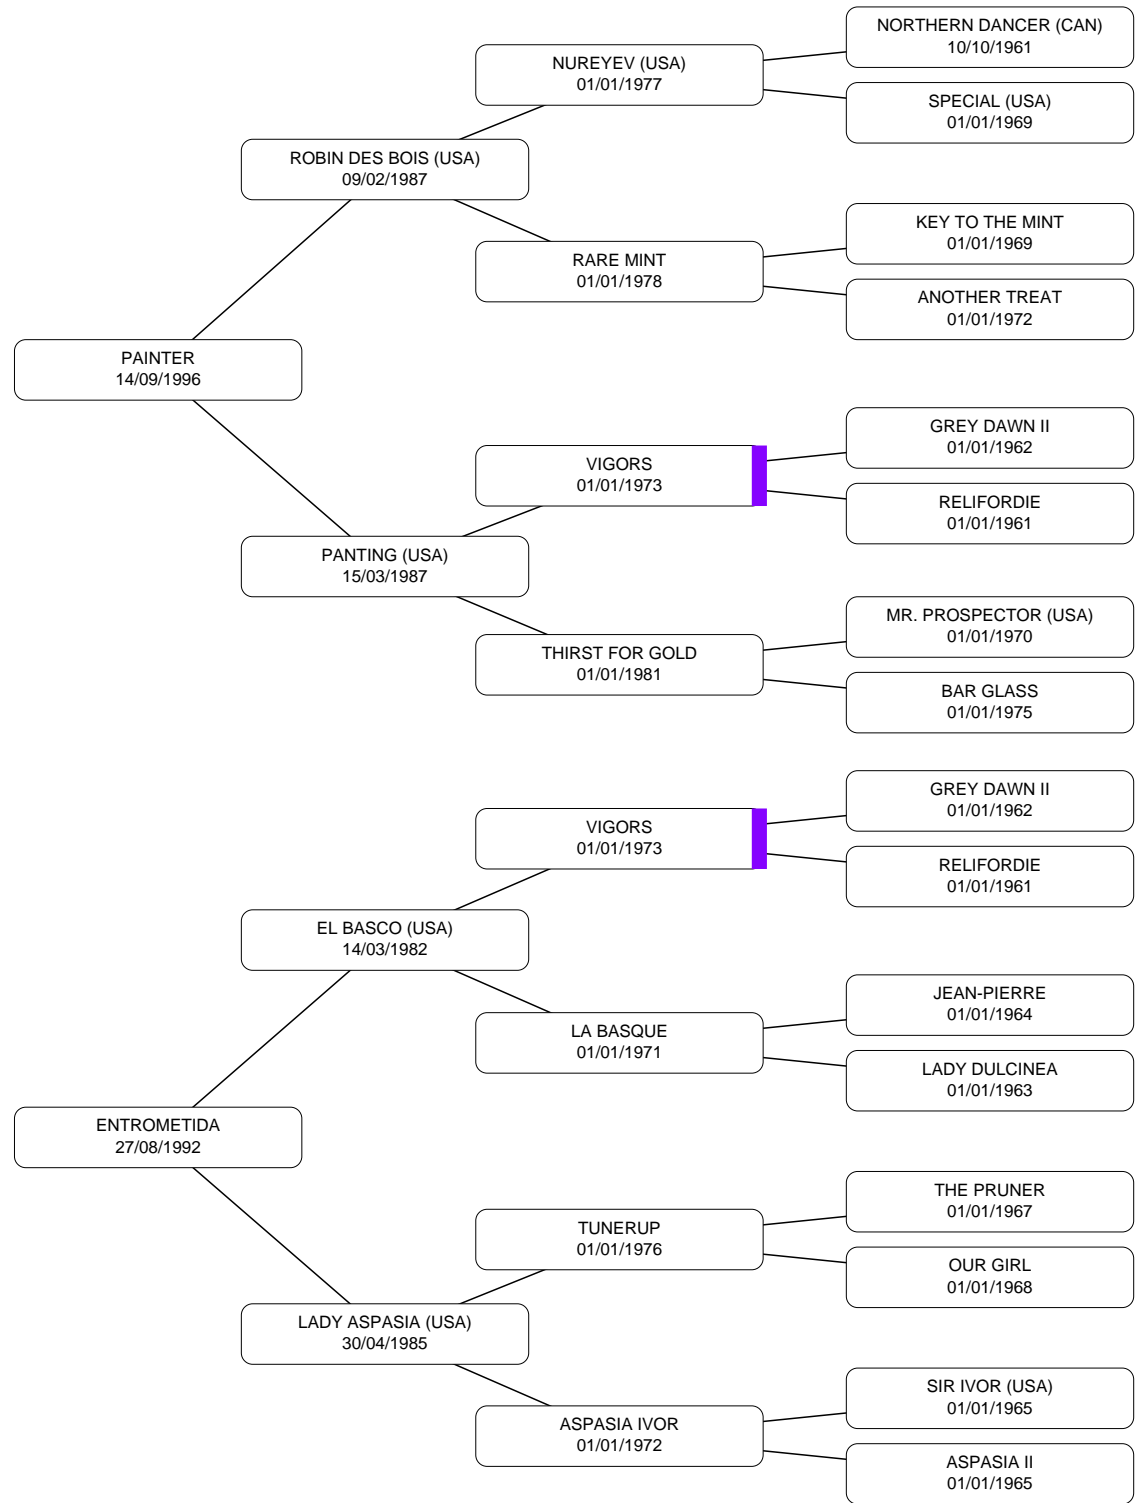 NORTHERN DANCER (CAN)
10/10/1961
NUREYEV (USA)
01/01/1977
SPECIAL (USA)
01/01/1969
ROBIN DES BOIS (USA)
09/02/1987
KEY TO THE MINT
01/01/1969
RARE MINT
01/01/1978
ANOTHER TREAT
01/01/1972
PAINTER
14/09/1996
GREY DAWN II
01/01/1962
VIGORS
01/01/1973
RELIFORDIE
01/01/1961
PANTING (USA)
15/03/1987
MR. PROSPECTOR (USA)
01/01/1970
THIRST FOR GOLD
01/01/1981
BAR GLASS
01/01/1975
GREY DAWN II
01/01/1962
VIGORS
01/01/1973
RELIFORDIE
01/01/1961
EL BASCO (USA)
14/03/1982
JEAN-PIERRE
01/01/1964
LA BASQUE
01/01/1971
LADY DULCINEA
01/01/1963
ENTROMETIDA
27/08/1992
THE PRUNER
01/01/1967
TUNERUP
01/01/1976
OUR GIRL
01/01/1968
LADY ASPASIA (USA)
30/04/1985
SIR IVOR (USA)
01/01/1965
ASPASIA IVOR
01/01/1972
ASPASIA II
01/01/1965